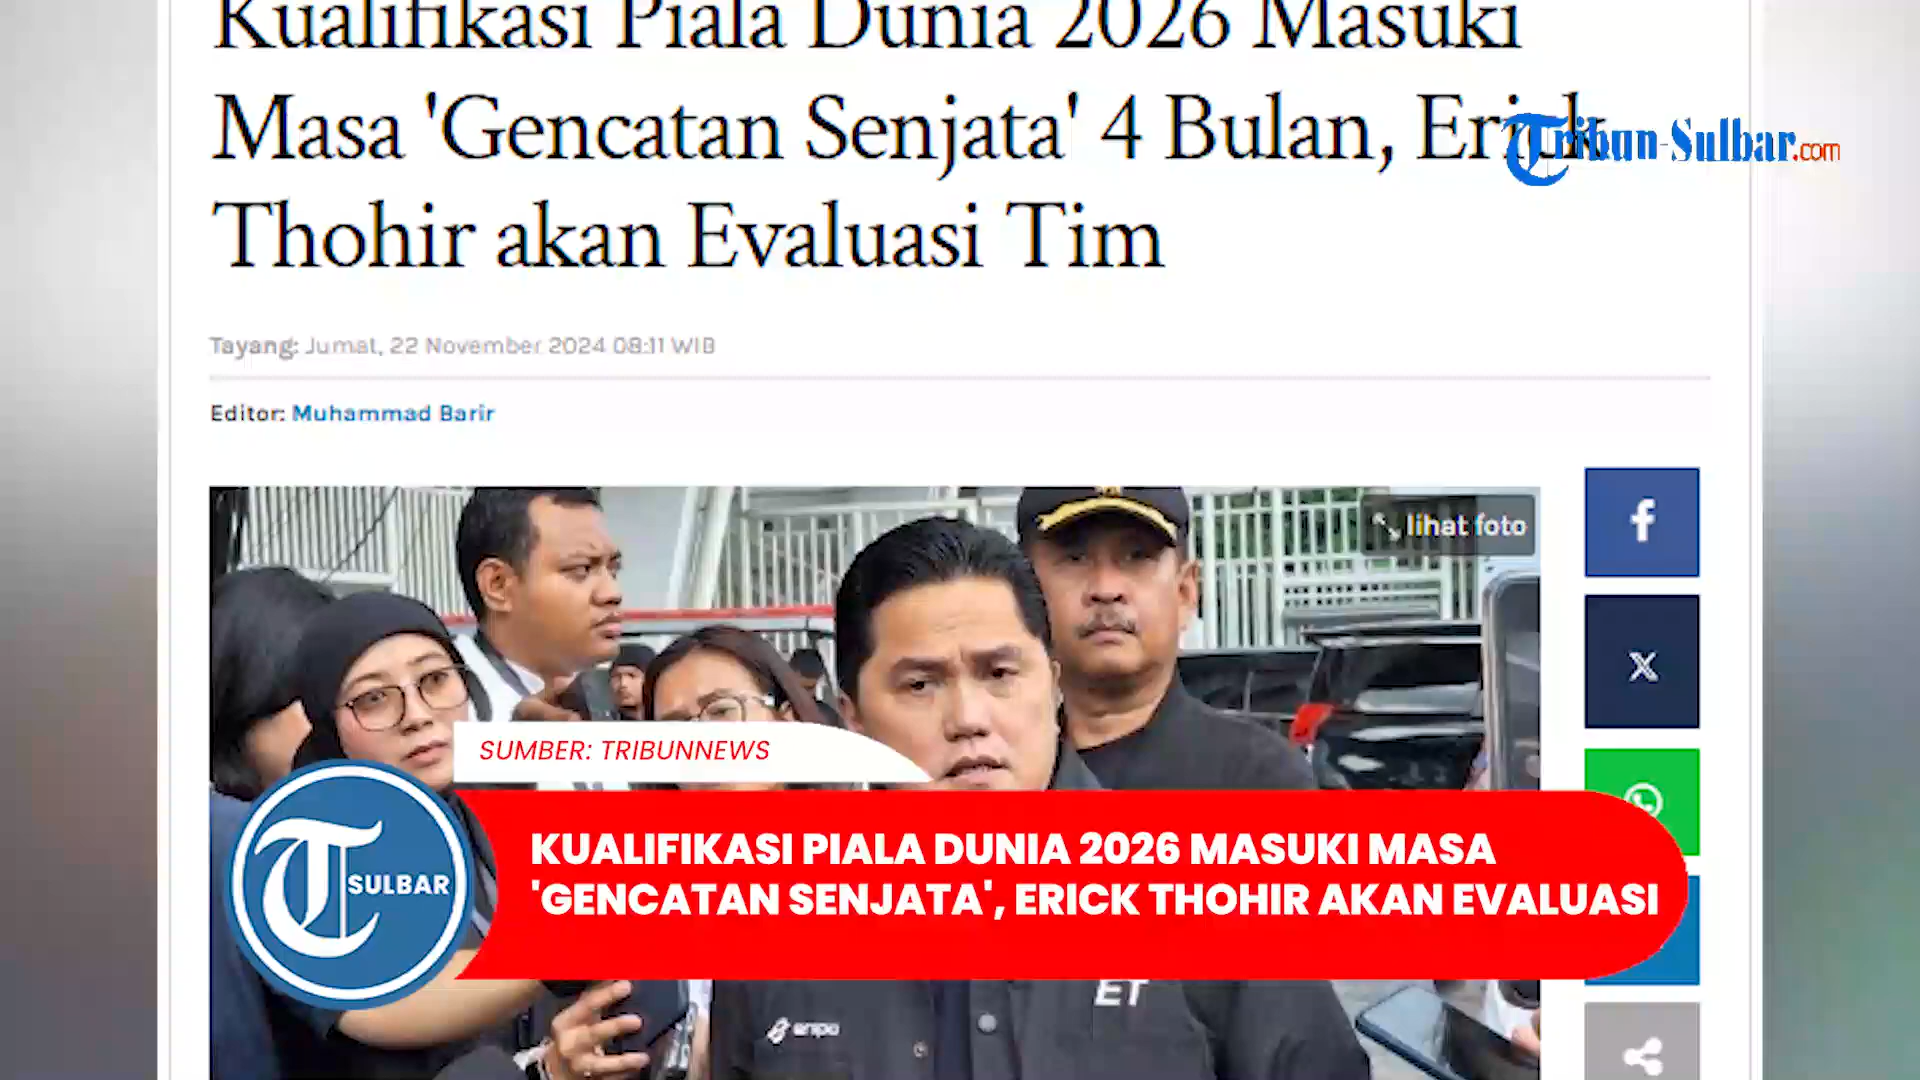 Kualifikasi Piala Dunia 2026 Masuki
Masa 'Gencatan Senjata' 4 Bulan, Erick
Tribun-Sulbar.com
Thohir akan Evaluasi Tim
Tayang: Jumat, 22 November 2024 08:11 WIB
Editor: Muhammad Barir
lihat foto
SUMBER: TRIBUNNEWS
KUALIFIKASI PIALA DUNIA 2026 MASUKI MASA
'GENCATAN SENJATA', ERICK THOHIR AKAN EVALUASI
T SULBAR
ET
erigo